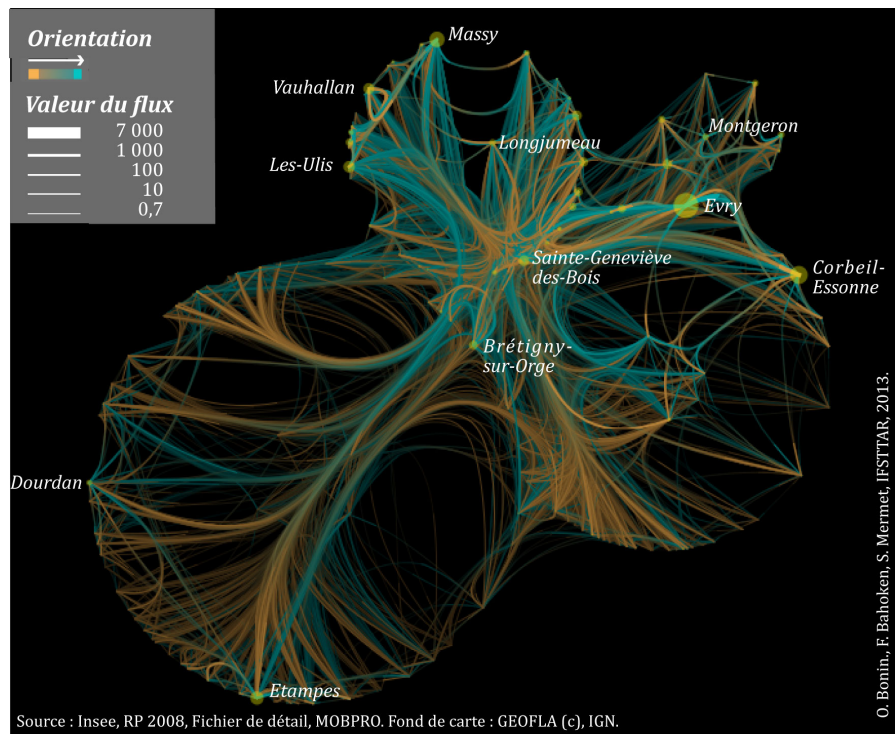 Orientation
Valeur du flux
7 000
1 000
100
10
0,7
Massy
Vauhallan
Les-Ulis
Longjumeau
Montgeron
Evry
Sainte-Geneviève
des-Bois
Corbeil-
Essonne
Brétigny-
sur-Orge
Dourdan
Etampes
Source : Insee, RP 2008, Fichier de détail, MOBPRO. Fond de carte : GEOFLA (c), IGN.
O. Bonin., F. Bahoken, S. Mermet, IFSTTAR, 2013.